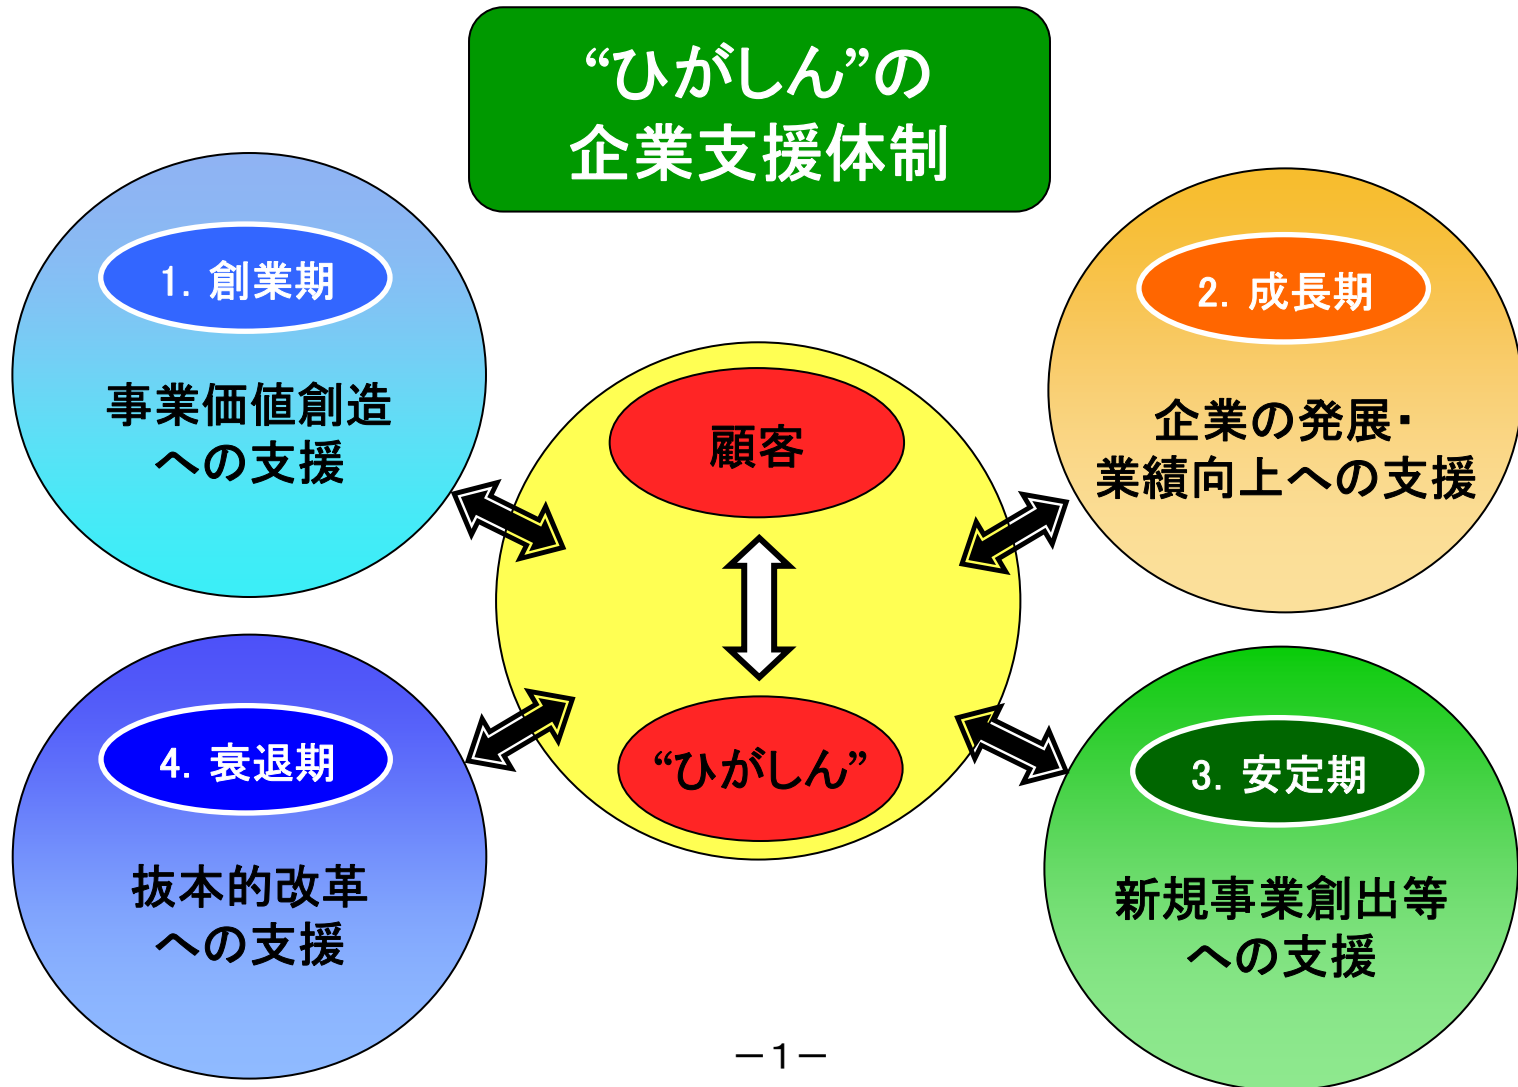 “ひがしん”の
企業支援体制
1. 創業期
事業価値創造
への支援
2. 成長期
企業の発展・
業績向上への支援
顧客
“ひがしん”
4. 衰退期
抜本的改革
への支援
3. 安定期
新規事業創出等
への支援
－1－